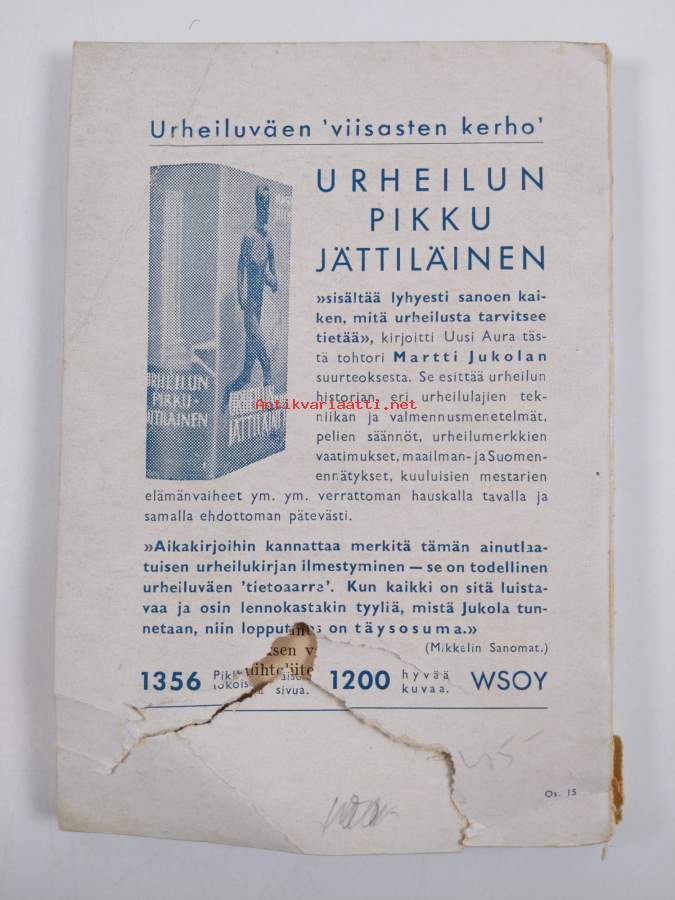 Urheiluväen 'viisasten kerho'
URHEILUN
PIKKU
JÄTTILÄINEN
URHEILUN
PIKKU-
JÄTTILÄINEN
URHEILUN
»sisältää lyhyesti sanoen kai-
ken, mitä urheilusta tarvitsee
tietää», kirjoitti Uusi Aura täs-
tä tohtori Martti Jukolan
suurteoksesta. Se esittää urheilun
historian, eri urheilulajien tek-
niikan ja valmennusmenetelmät,
pelien säännöt, urheilumerkkien
vaatimukset, maailman- ja Suomen-
ennätykset, kuuluisien mestarien
elämänvaiheet ym. ym. verrattoman hauskalla tavalla ja
samalla ehdottoman pätevästi.
Antikvariaatti.net
»Aikakirjoihin kannattaa merkitä tämän ainutlaa-
tuisen urheilukirjan ilmestyminen — se on todellinen
urheiluväen 'tietoaarre'. Kun kaikki on sitä luista-
vaa ja osin lennokastakin tyyliä, mistä Jukola tun-
netaan, niin on täysosuma.»
(Mikkelin Sanomat.)
1356 sivua. 1200 hyvää kuvaa. WSOY
Os. 15